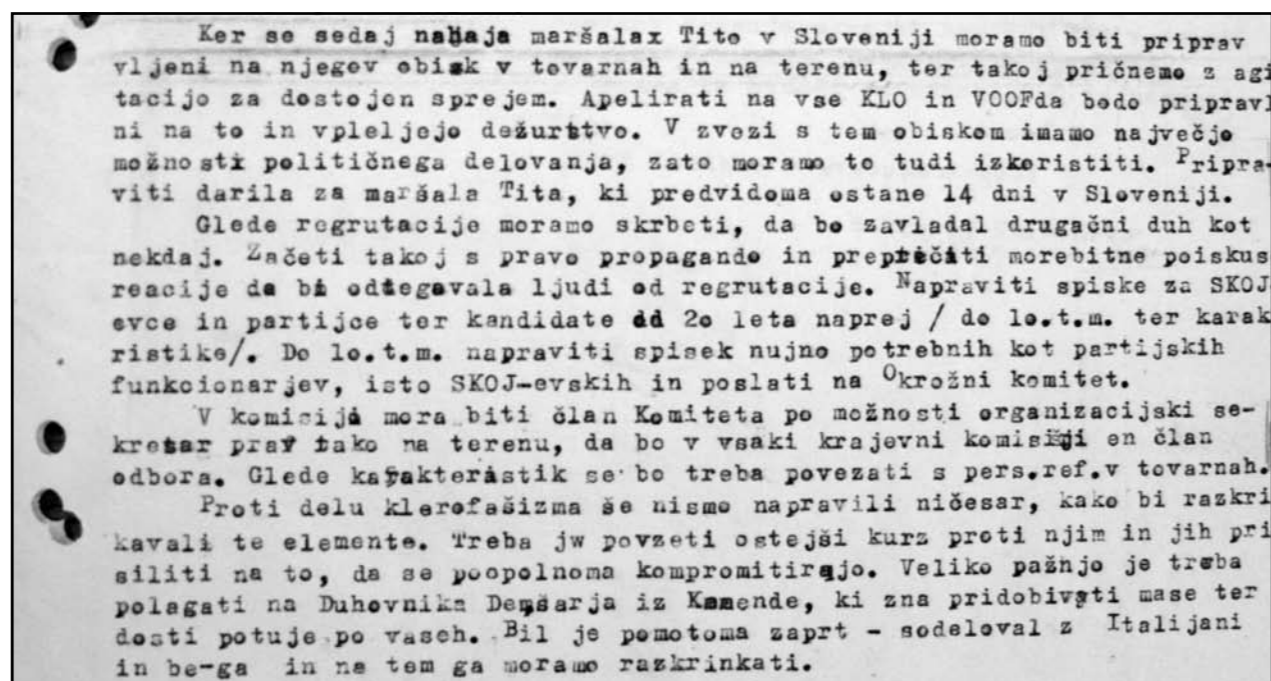 Ker se sedaj nahaja maršalax Tito v Sloveniji moramo biti priprav
vljeni na njegov obisk v tovarnah in na terenu, ter takoj pričnemo z agi
tacijo za dostojen sprejem. Apelirati na vse KLO in VOOFda bodo pripravl
ni na to in vpleljejo dežurstvo. V zvezi s tem obiskom imamo največje
možnosti političnega delovanja, zato moramo to tudi izkoristiti. Pripra-
viti darila za maršala Tita, ki predvidoma ostane 14 dni v Sloveniji.
Glede regrutacije moramo skrbeti, da bo zavladal drugačni duh kot
nekdaj. Začeti takoj s pravo propagando in preprečiti morebitne poiskus
reacije da bi odtegavala ljudi od regrutacije. Napraviti spiske za SKOJ-
evce in partijce ter kandidate od 2o leta naprej / do lo.t.m. ter karak
ristike/. Do lo.t.m. napraviti spisek nujno potrebnih kot partijskih
funkcionarjev, isto SKOJ-evskih in poslati na Okrožni komitet.
V komisiji mora biti član Komiteta po možnosti organizacijski se-
kretar prav tako na terenu, da bo v vsaki krajevni komisiji en član
odbora. Glede karakteristik se bo treba povezati s pers.ref.v tovarnah.
Proti delu klerofašizma še nismo napravili ničesar, kako bi razkri
kavali te elemente. Treba jw povzeti ostejši kurz proti njim in jih pri
siliti na to, da se poopolnoma kompromitirajo. Veliko pažnjo je treba
polagati na Duhovnika Demšarja iz Komende, ki zna pridobivati mase ter
dosti potuje po vaseh. Bil je pomotoma zaprt - sodeloval z Italijani
in be-ga in na tem ga moramo razkrinkati.